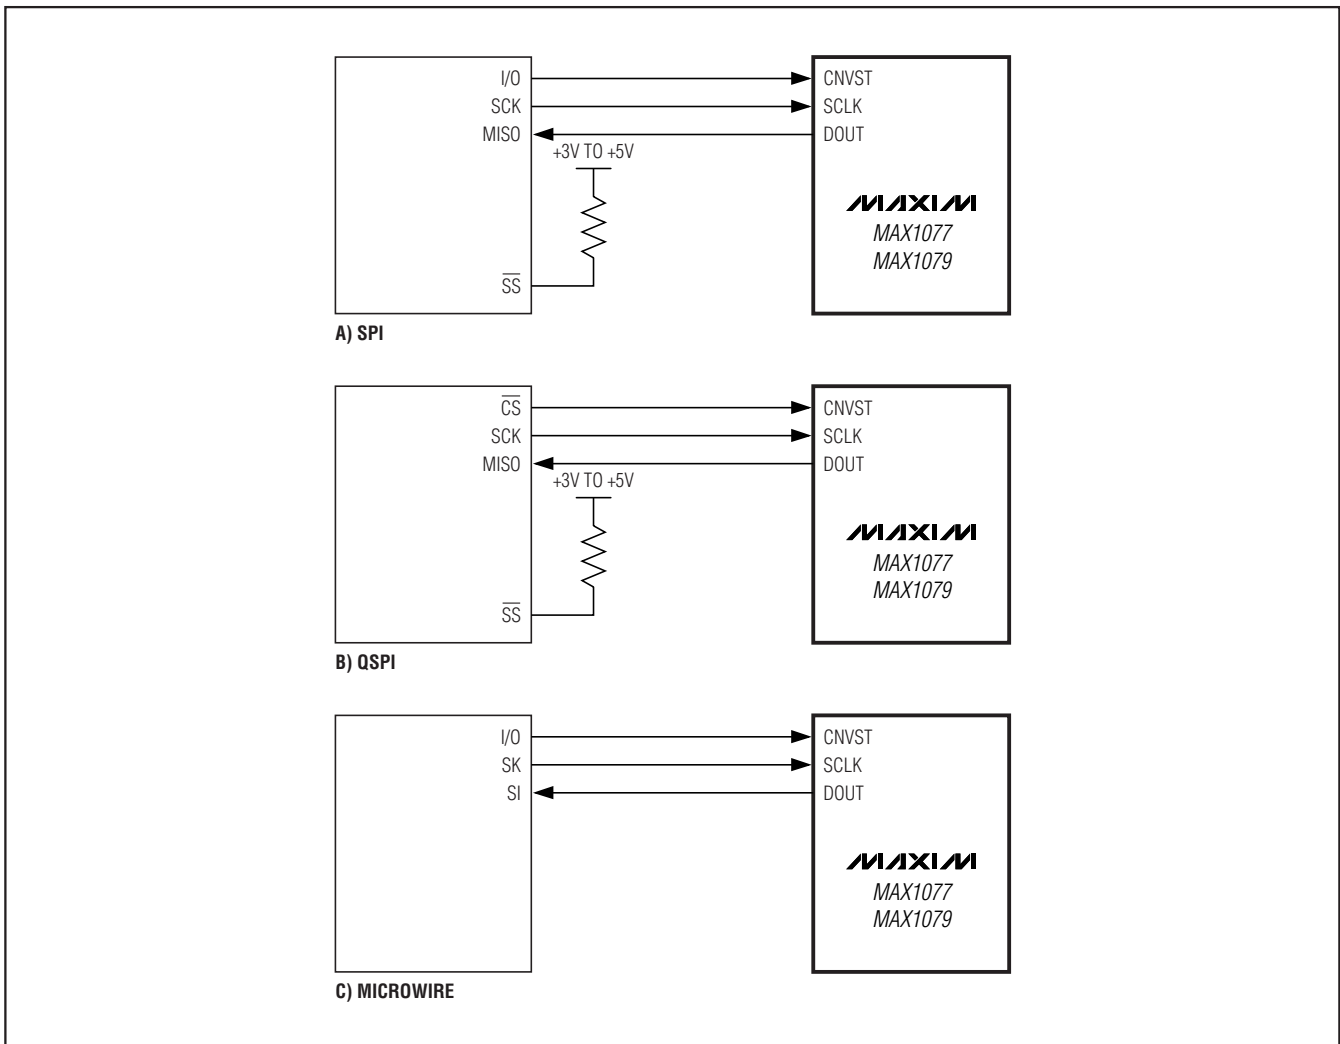 I/O
SCK
MISO
+3V TO +5V
SS
CNVST
SCLK
DOUT
MAXIM
MAX1077
MAX1079
A) SPI
CS
SCK
MISO
+3V TO +5V
SS
CNVST
SCLK
DOUT
MAXIM
MAX1077
MAX1079
B) QSPI
I/O
SK
SI
CNVST
SCLK
DOUT
MAXIM
MAX1077
MAX1079
C) MICROWIRE